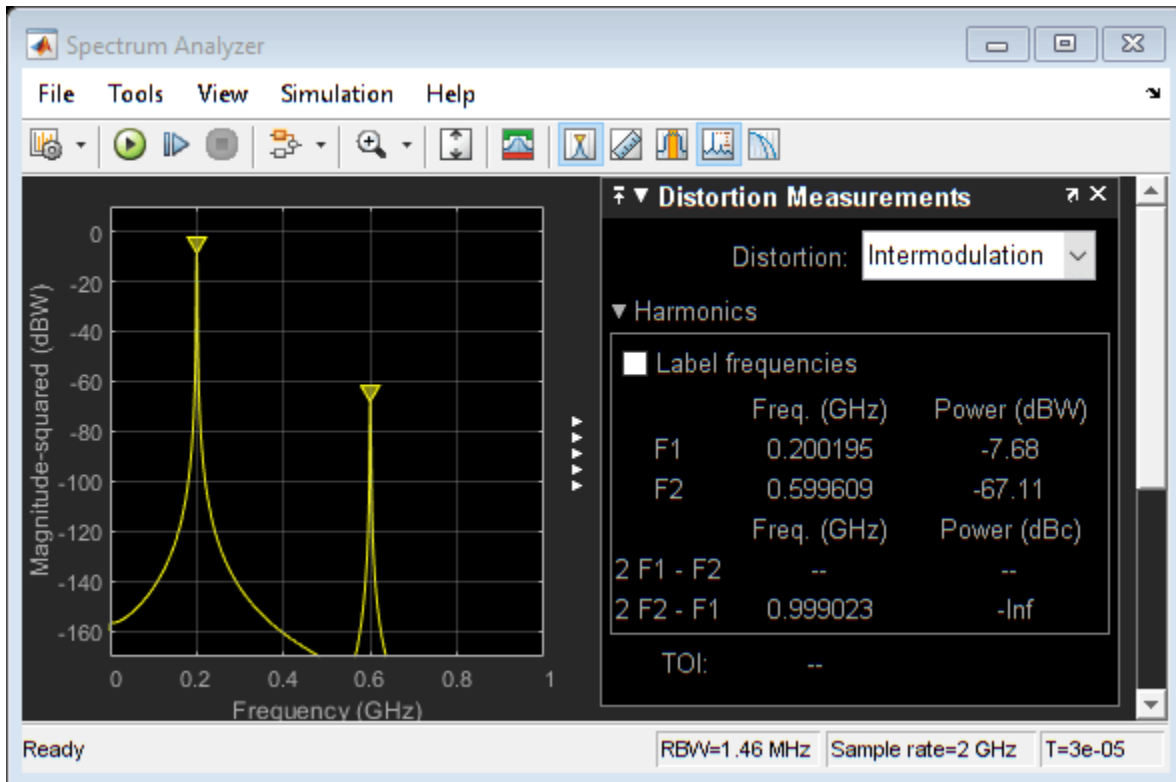 Spectrum Analyzer
File Tools View Simulation Help
Distortion Measurements
Distortion: Intermodulation
Harmonics
Label frequencies
Freq. (GHz) Power (dBW)
F1 0.200195 -7.68
F2 0.599609 -67.11
Freq. (GHz) Power (dBc)
2 F1 - F2 -- --
2 F2 - F1 0.999023 -Inf
TOI: --
Magnitude-squared (dBW)
0
-20
-40
-60
-80
-100
-120
-140
-160
0 0.2 0.4 0.6 0.8 1
Frequency (GHz)
Ready RBW=1.46 MHz Sample rate=2 GHz T=3e-05